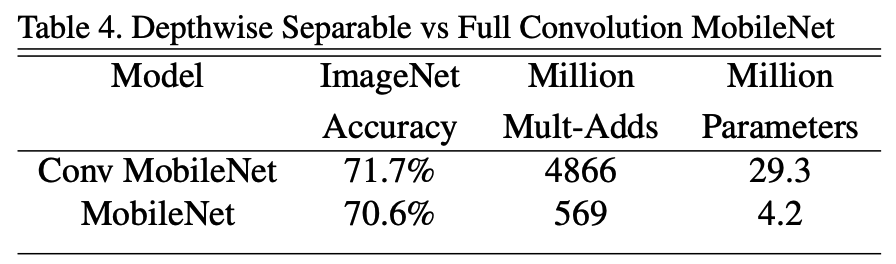 Table 4. Depthwise Separable vs Full Convolution MobileNet
Model ImageNet Million Million
Accuracy Mult-Adds Parameters
Conv MobileNet 71.7% 4866 29.3
MobileNet 70.6% 569 4.2